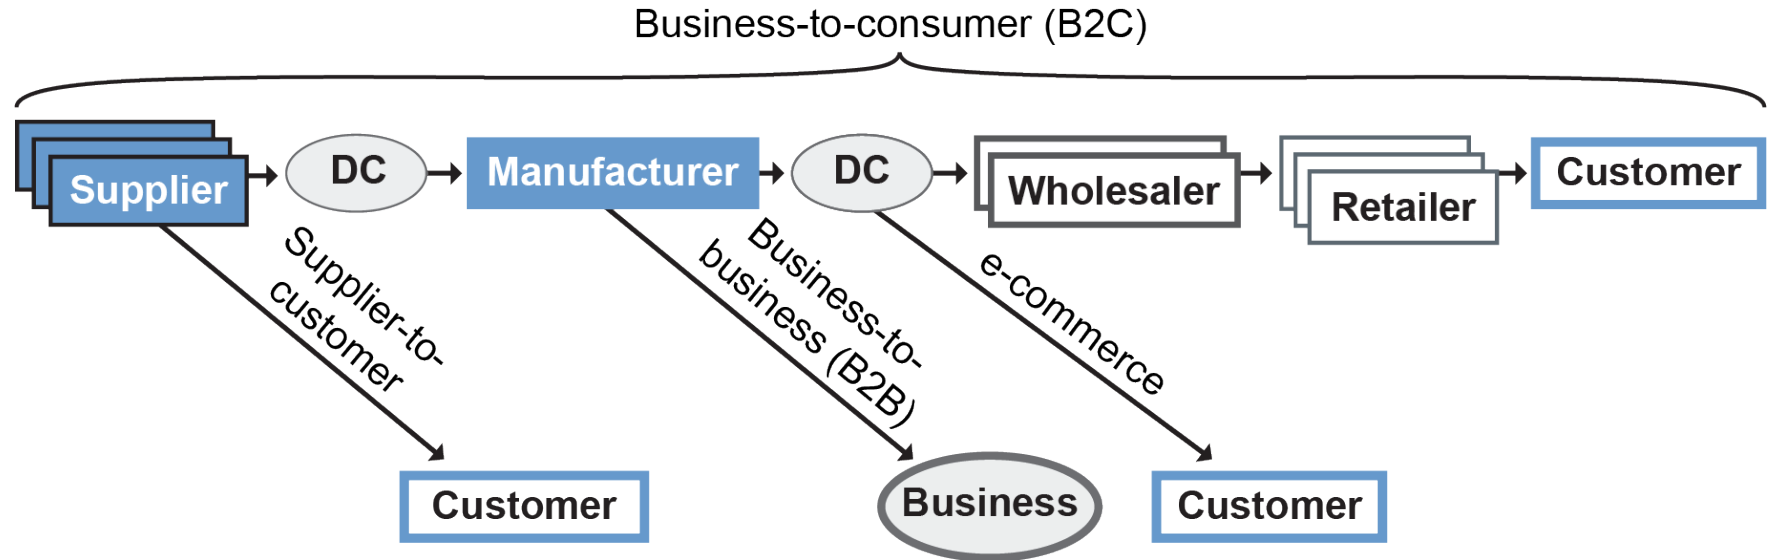 Business-to-consumer (B2C)
Supplier
DC
Manufacturer
DC
Wholesaler
Retailer
Customer
Supplier-to-
customer
Business-to-
business (B2B)
e-commerce
Customer
Business
Customer